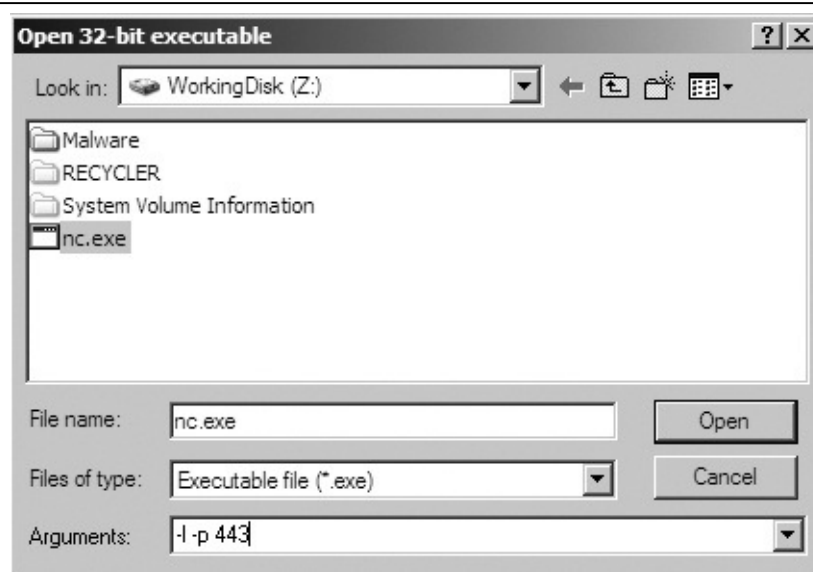 Open 32-bit executable
Look in: WorkingDisk (Z:)
Malware
RECYCLER
System Volume Information
nc.exe
File name: nc.exe Open
Files of type: Executable file (*.exe) Cancel
Arguments: -l -p 443